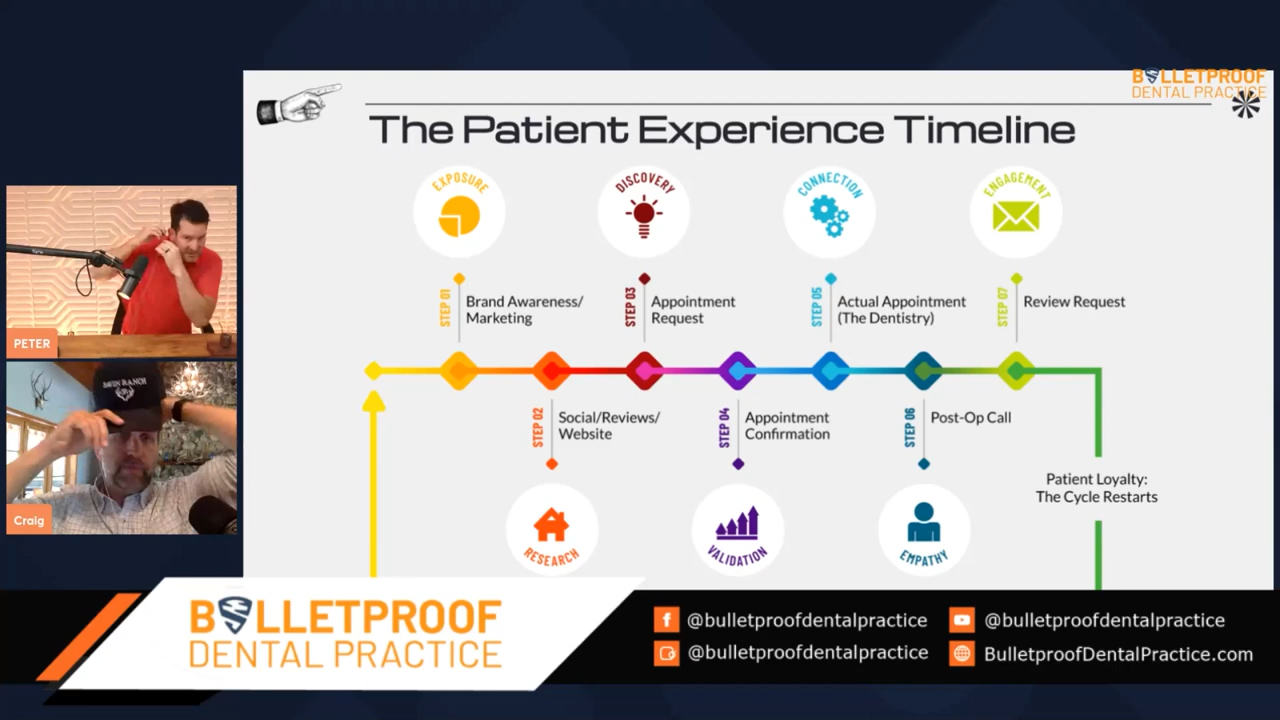 BULLETPROOF
DENTAL PRACTICE
The Patient Experience Timeline
EXPOSURE
DISCOVERY
CONNECTION
ENGAGEMENT
STEP 01
Brand Awareness/
Marketing
STEP 03
Appointment
Request
STEP 05
Actual Appointment
(The Dentistry)
STEP 07
Review Request
STEP 02
Social/Reviews/
Website
STEP 04
Appointment
Confirmation
STEP 06
Post-Op Call
Patient Loyalty:
The Cycle Restarts
RESEARCH
VALIDATION
EMPATHY
PETER
Craig
BULLETPROOF
DENTAL PRACTICE
@bulletproofdentalpractice
@bulletproofdentalpractice
@bulletproofdentalpractice
BulletproofDentalPractice.com